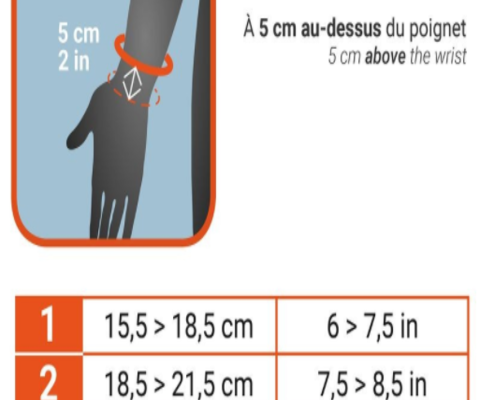 5 cm
2 in
À 5 cm au-dessus du poignet
5 cm above the wrist
1 15,5 > 18,5 cm 6 > 7,5 in
2 18,5 > 21,5 cm 7,5 > 8,5 in